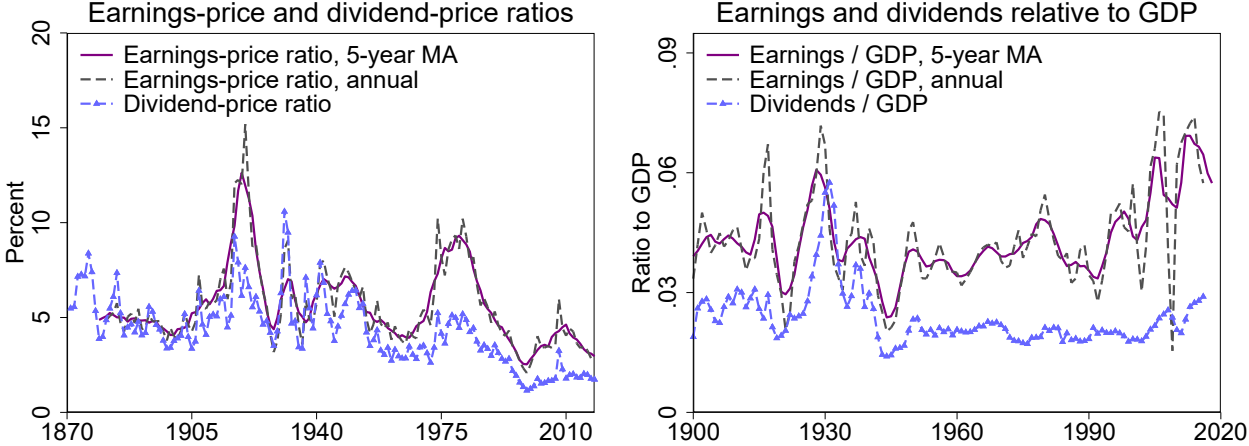 Earnings-price and dividend-price ratios
Percent
20
15
10
5
0
Earnings-price ratio, 5-year MA
Earnings-price ratio, annual
Dividend-price ratio
1870 1905 1940 1975 2010
Earnings and dividends relative to GDP
Ratio to GDP
.09
.06
.03
0
Earnings / GDP, 5-year MA
Earnings / GDP, annual
Dividends / GDP
1900 1930 1960 1990 2020